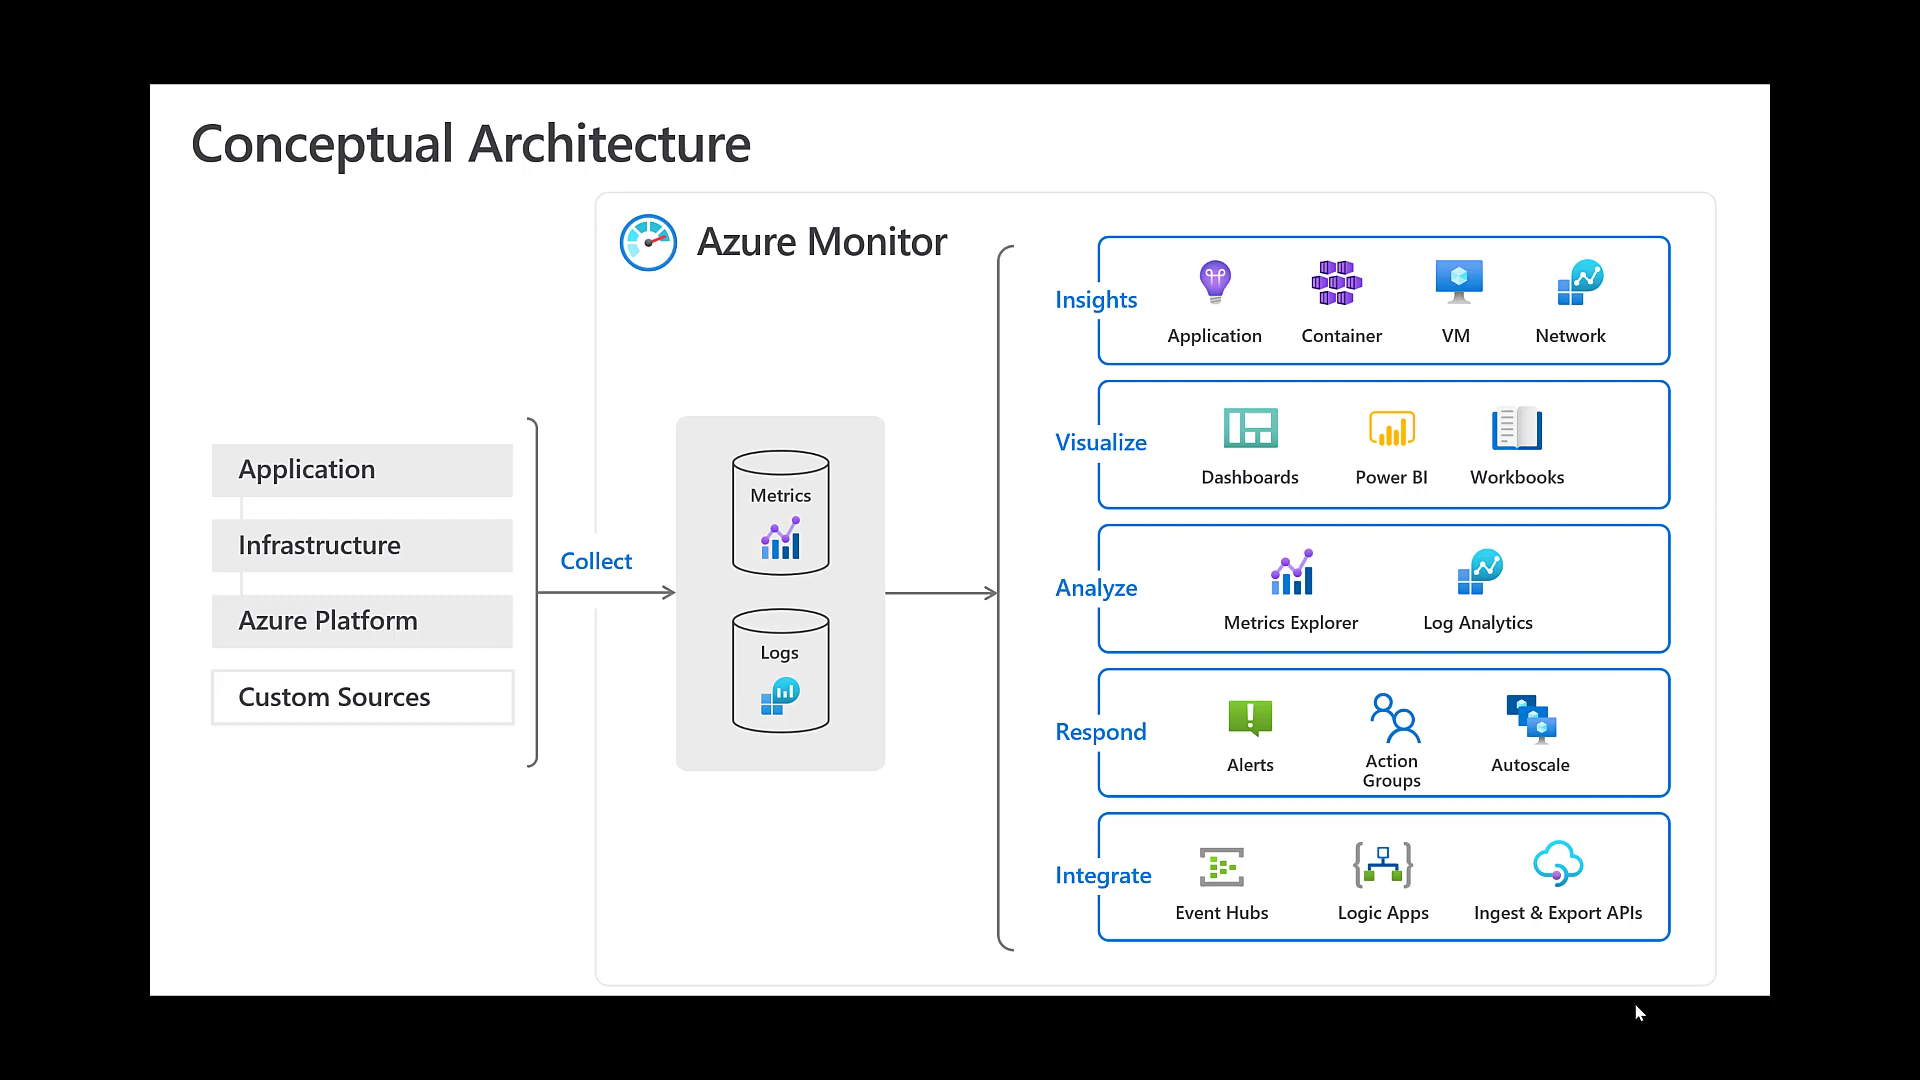 Conceptual Architecture
Azure Monitor
Application
Infrastructure
Azure Platform
Custom Sources
Collect
Metrics
Logs
Insights
Application
Container
VM
Network
Visualize
Dashboards
Power BI
Workbooks
Analyze
Metrics Explorer
Log Analytics
Respond
Alerts
Action
Groups
Autoscale
Integrate
Event Hubs
Logic Apps
Ingest & Export APIs